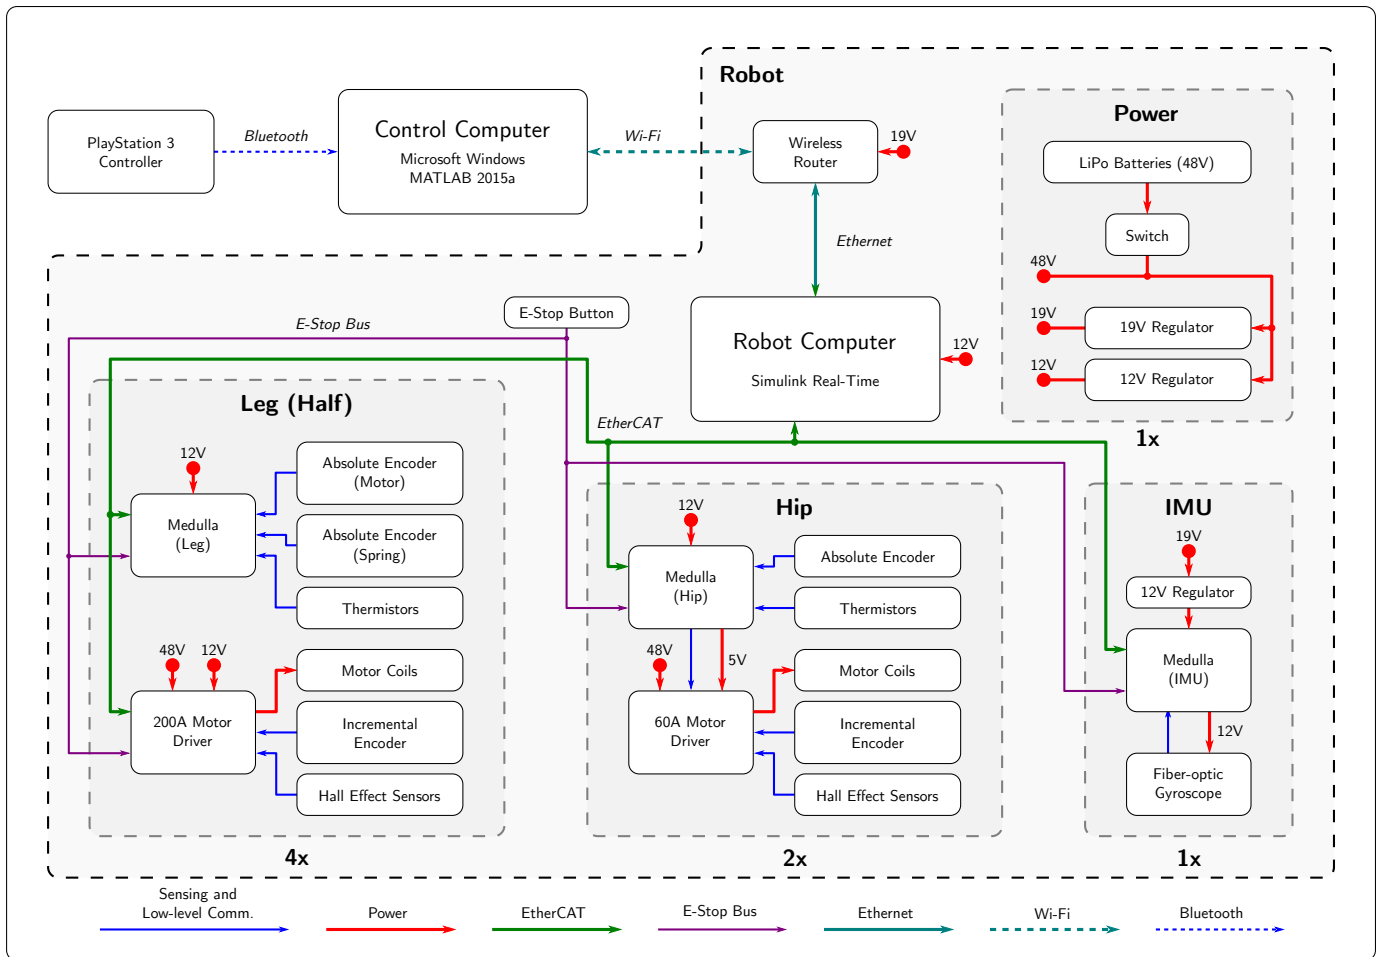 Robot
PlayStation 3
Controller
Bluetooth
Control Computer
Microsoft Windows
MATLAB 2015a
Wi-Fi
Wireless
Router
19V
Ethernet
Power
LiPo Batteries (48V)
Switch
48V
19V
19V Regulator
12V
12V Regulator
1x
E-Stop Button
E-Stop Bus
Robot Computer
Simulink Real-Time
12V
EtherCAT
Leg (Half)
12V
Medulla
(Leg)
Absolute Encoder
(Motor)
Absolute Encoder
(Spring)
Thermistors
48V
12V
200A Motor
Driver
Motor Coils
Incremental
Encoder
Hall Effect Sensors
4x
Hip
12V
Medulla
(Hip)
Absolute Encoder
Thermistors
48V
5V
60A Motor
Driver
Motor Coils
Incremental
Encoder
Hall Effect Sensors
2x
IMU
19V
12V Regulator
Medulla
(IMU)
12V
Fiber-optic
Gyroscope
1x
Sensing and
Low-level Comm.
Power
EtherCAT
E-Stop Bus
Ethernet
Wi-Fi
Bluetooth